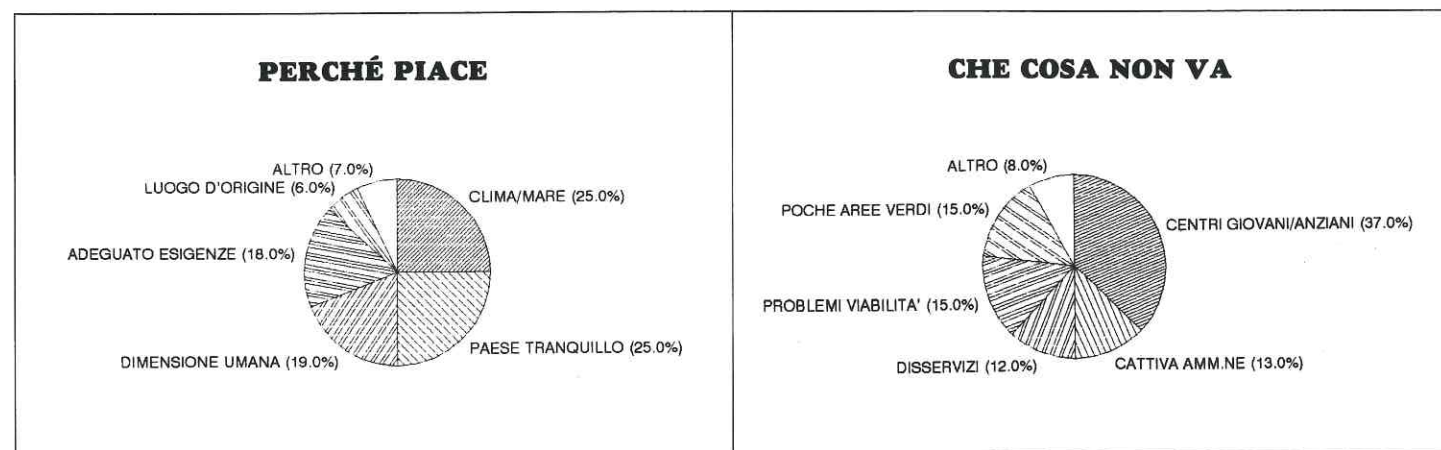 PERCHÉ PIACE
ALTRO (7.0%)
LUOGO D'ORIGINE (6.0%)
CLIMA/MARE (25.0%)
ADEGUATO ESIGENZE (18.0%)
PAESE TRANQUILLO (25.0%)
DIMENSIONE UMANA (19.0%)
CHE COSA NON VA
ALTRO (8.0%)
POCHE AREE VERDI (15.0%)
CENTRI GIOVANI/ANZIANI (37.0%)
PROBLEMI VIABILITA' (15.0%)
DISSERVIZI (12.0%)
CATTIVA AMM.NE (13.0%)